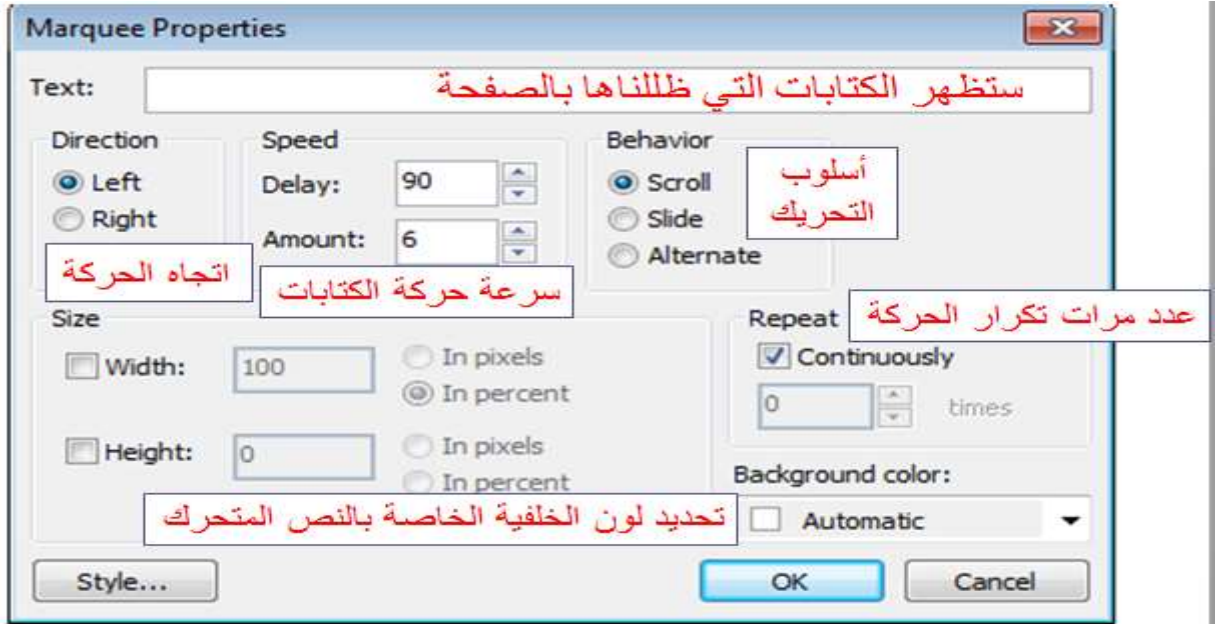 Marquee Properties
Text: ستظهر الكتابات التي ظللناها بالصفحة
Direction
Left
Right
اتجاه الحركة
Speed
Delay: 90
Amount: 6
سرعة حركة الكتابات
Behavior
Scroll
Slide
Alternate
أسلوب
التحريك
Size
Width: 100
In pixels
In percent
Height: 0
In pixels
In percent
Repeat
عدد مرات تكرار الحركة
Continuously
0 times
Background color:
تحديد لون الخلفية الخاصة بالنص المتحرك
Automatic
Style...
OK
Cancel